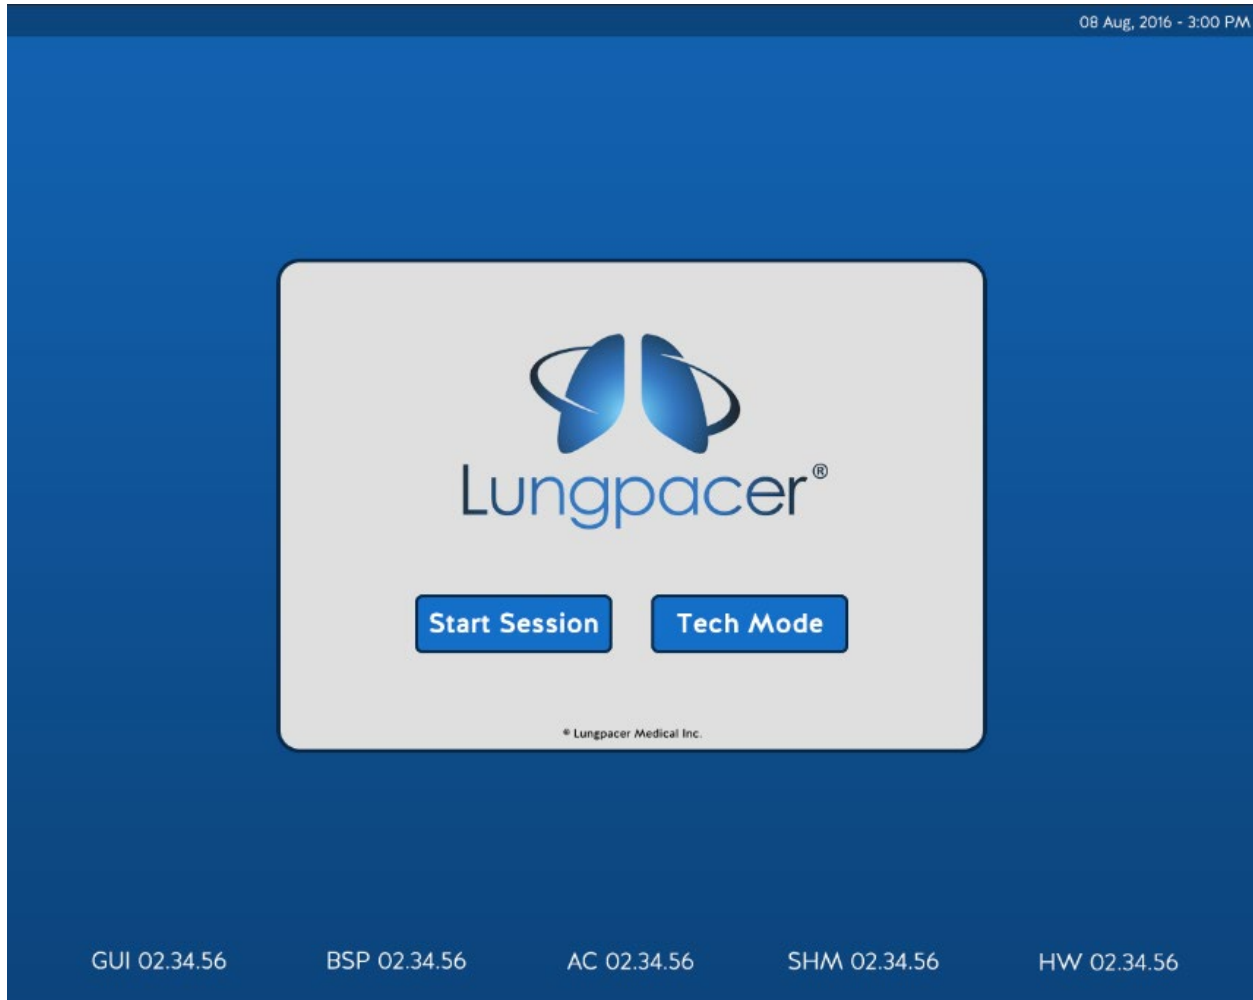 08 Aug, 2016 - 3:00 PM
Lungpacer®
Start Session Tech Mode
© Lungpacer Medical Inc.
GUI 02.34.56 BSP 02.34.56 AC 02.34.56 SHM 02.34.56 HW 02.34.56